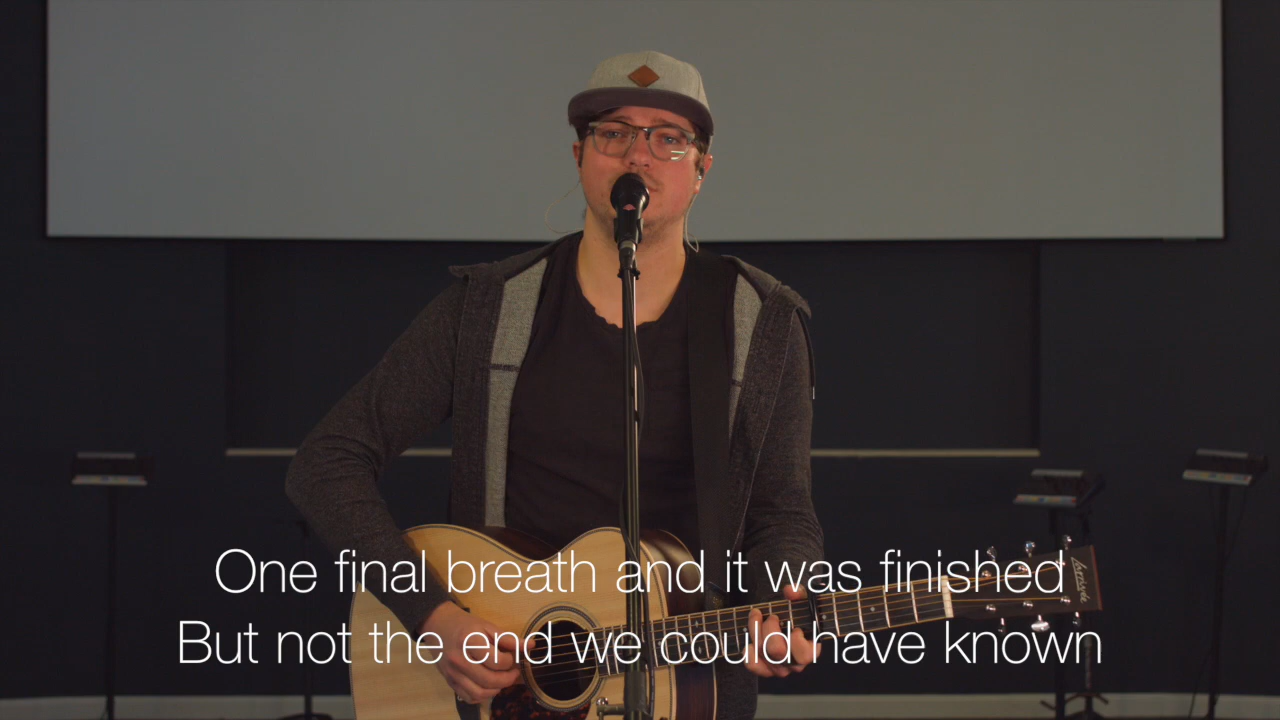 One final breath and it was finished
But not the end we could have known